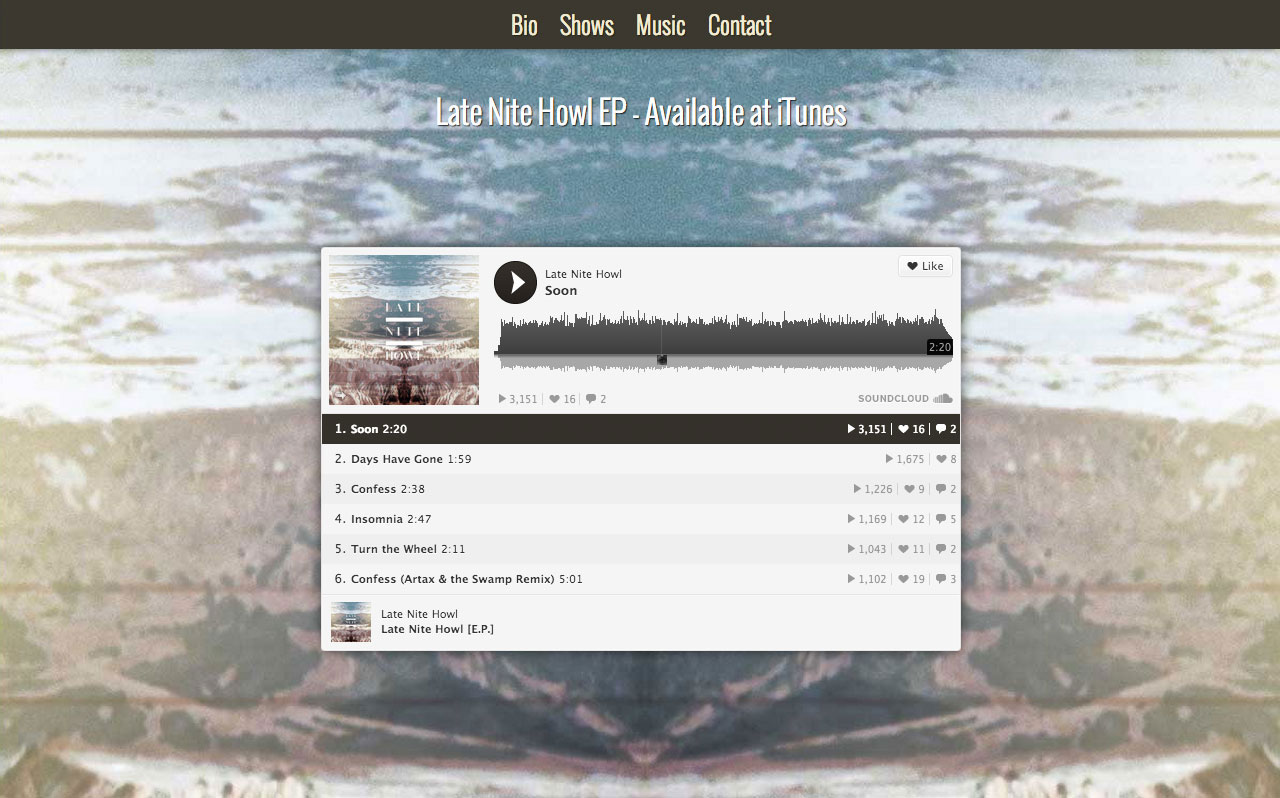 Bio Shows Music Contact
Late Nite Howl EP - Available at iTunes
LATE
NITE
HOWL
Late Nite Howl
Soon
Like
2:20
3,151 16 2
SOUNDCLOUD
1. Soon 2:20 3,151 16 2
2. Days Have Gone 1:59 1,675 8
3. Confess 2:38 1,226 9 2
4. Insomnia 2:47 1,169 12 5
5. Turn the Wheel 2:11 1,043 11 2
6. Confess (Artax & the Swamp Remix) 5:01 1,102 19 3
Late Nite Howl
Late Nite Howl [E.P.]